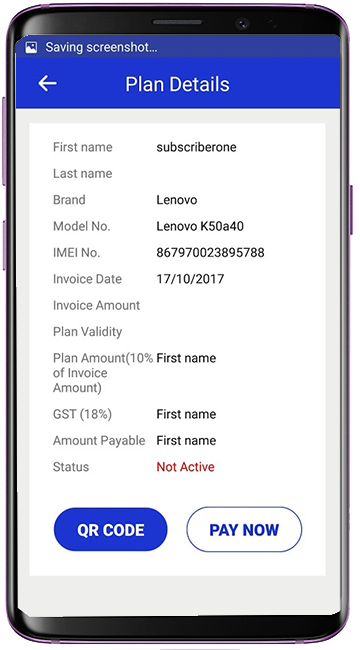 Saving screenshot...
Plan Details
First name subscriberone
Last name
Brand Lenovo
Model No. Lenovo K50a40
IMEI No. 867970023895788
Invoice Date 17/10/2017
Invoice Amount
Plan Validity
Plan Amount(10% First name
of Invoice
Amount)
GST (18%) First name
Amount Payable First name
Status Not Active
QR CODE PAY NOW